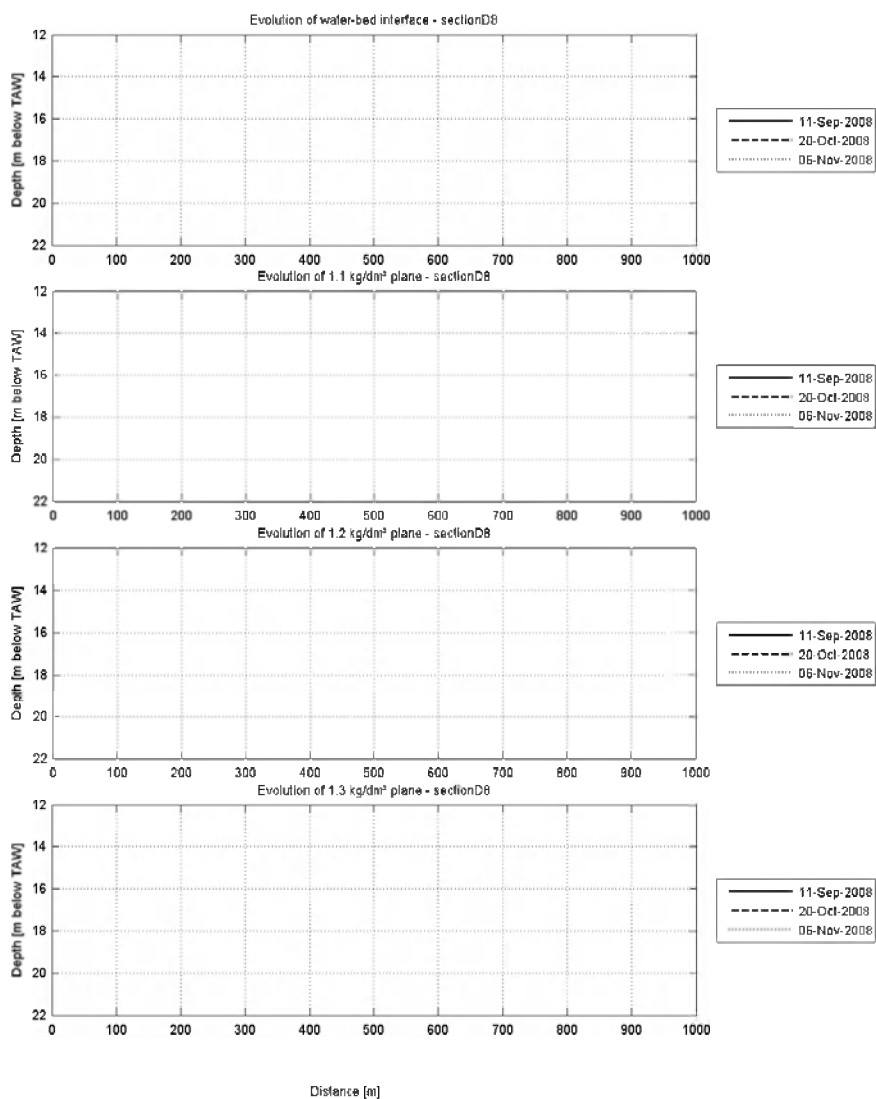 Evolution of water-bed interface - sectionD8
Depth [m below TAW]
12
14
16
18
20
22
0 100 200 300 400 500 600 700 800 900 1000
11-Sep-2008
20-Oct-2008
06-Nov-2008
Evolution of 1.1 kg/dm³ plane - sectionD8
Depth [m below TAW]
12
14
16
18
20
22
0 100 200 300 400 500 600 700 800 900 1000
11-Sep-2008
20-Oct-2008
06-Nov-2008
Evolution of 1.2 kg/dm³ plane - sectionD8
Depth [m below TAW]
12
14
16
18
20
22
0 100 200 300 400 500 600 700 800 900 1000
11-Sep-2008
20-Oct-2008
06-Nov-2008
Evolution of 1.3 kg/dm³ plane - sectionD8
Depth [m below TAW]
12
14
16
18
20
22
0 100 200 300 400 500 600 700 800 900 1000
11-Sep-2008
20-Oct-2008
06-Nov-2008
Distance [m]